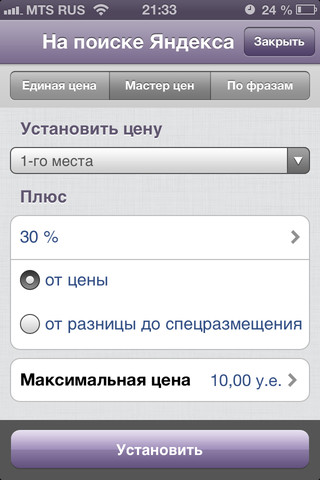 MTS RUS 21:33 24 %
На поиске Яндекса Закрыть
Единая цена Мастер цен По фразам
Установить цену
1-го места
Плюс
30 %
от цены
от разницы до спецразмещения
Максимальная цена 10,00 у.е.
Установить